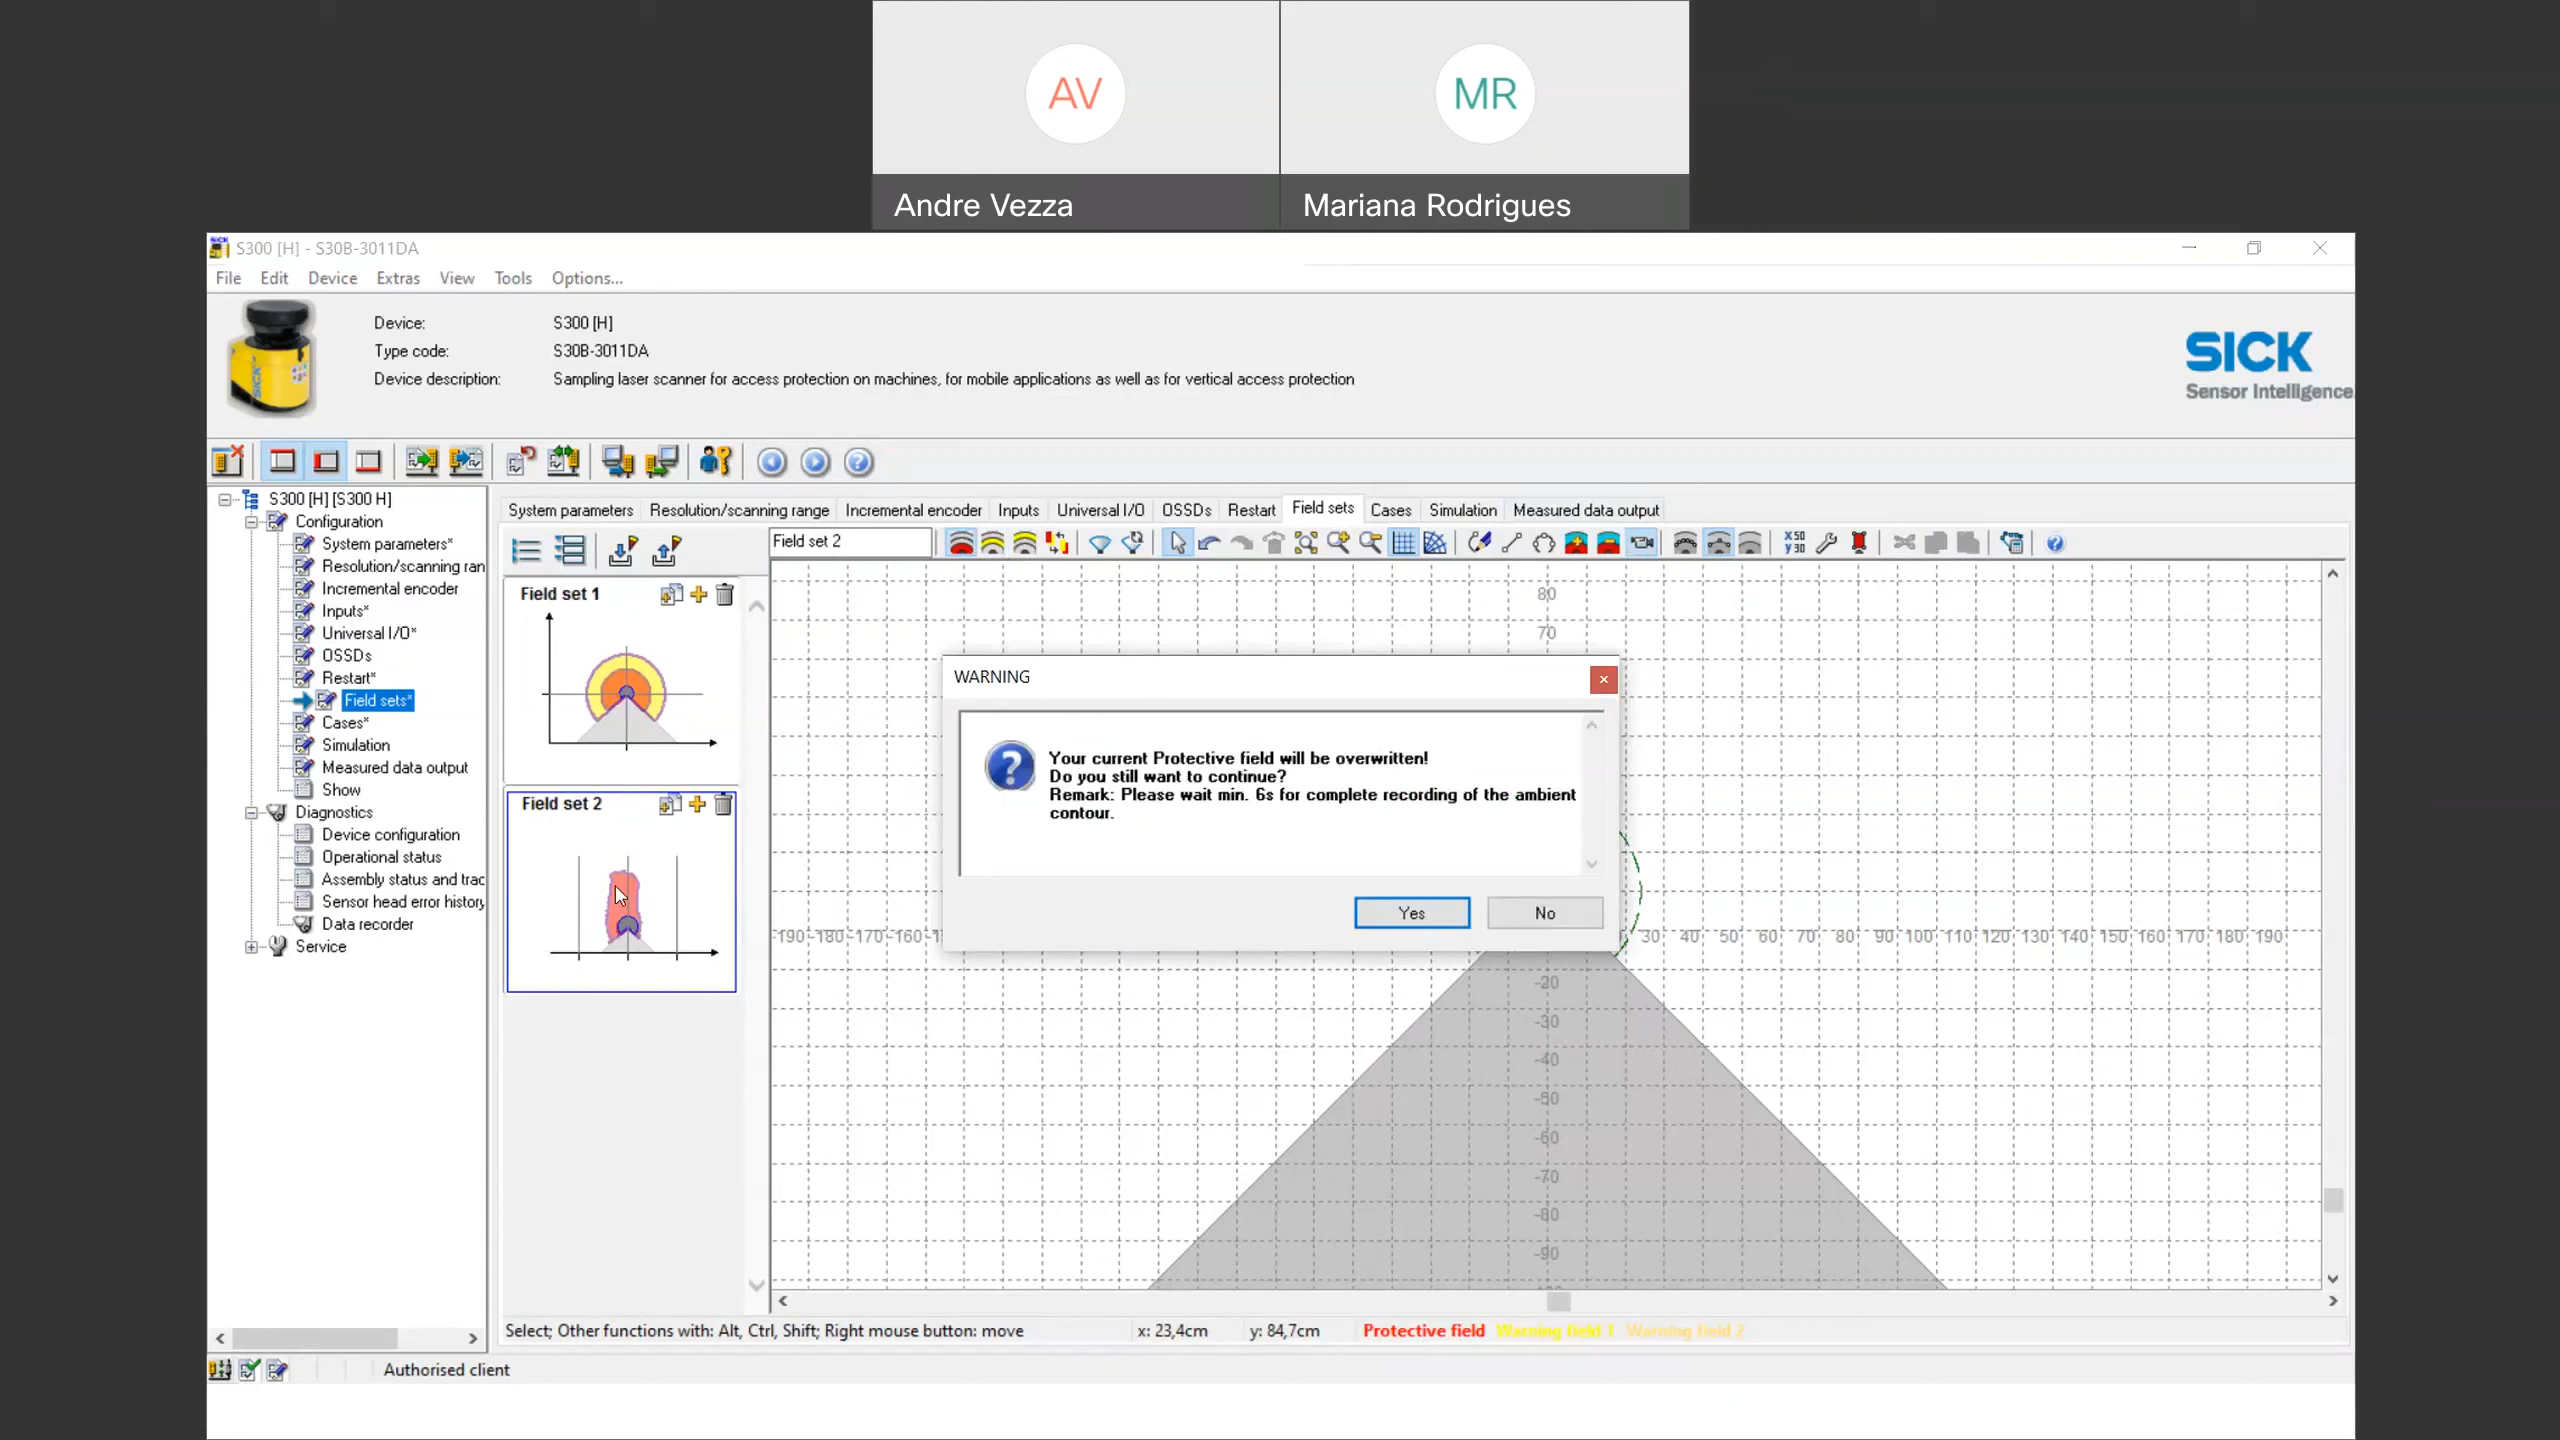 AV
MR
Andre Vezza
Mariana Rodrigues
S300 [H] - S30B-3011DA
File Edit Device Extras View Tools Options...
Device: S300 [H]
Type code: S30B-3011DA
Device description: Sampling laser scanner for access protection on machines, for mobile applications as well as for vertical access protection
SICK
Sensor Intelligence
S300 [H] [S300 H]
Configuration
System parameters*
Resolution/scanning ran
Incremental encoder
Inputs*
Universal I/O*
OSSDs
Restart*
Field sets*
Cases*
Simulation
Measured data output
Show
Diagnostics
Device configuration
Operational status
Assembly status and trac
Sensor head error history
Data recorder
Service
System parameters Resolution/scanning range Incremental encoder Inputs Universal I/O OSSDs Restart Field sets Cases Simulation Measured data output
Field set 2
X 50
y 30
Field set 1
Field set 2
80
70
WARNING
Your current Protective field will be overwritten!
Do you still want to continue?
Remark: Please wait min. 6s for complete recording of the ambient
contour.
Yes No
-190 -180 -170 -160 30 40 50 60 70 80 90 100 110 120 130 140 150 160 170 180 190
-20
-30
-40
-50
-60
-70
-80
-90
Select; Other functions with: Alt, Ctrl, Shift; Right mouse button: move x: 23,4cm y: 84,7cm Protective field Warning field 1 Warning field 2
Authorised client